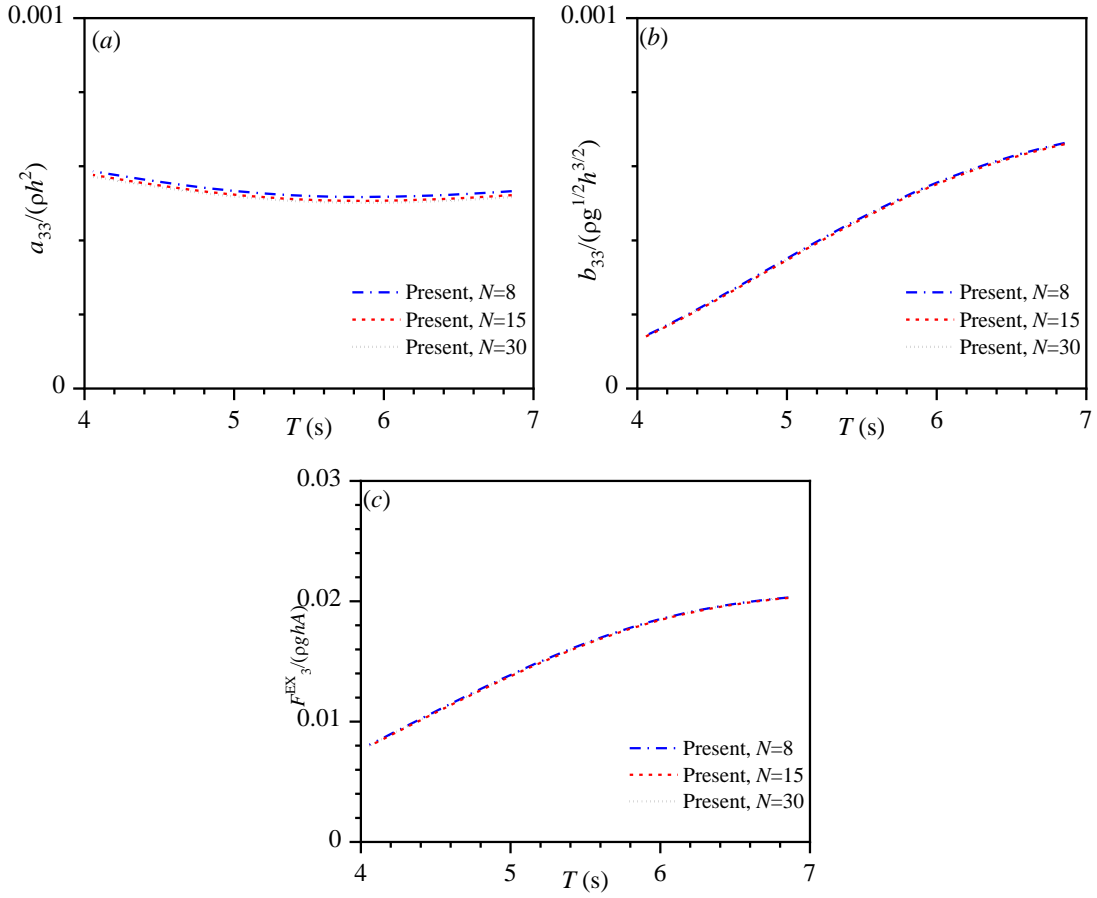 (a)
0.001
0
a33/(ρh2)
Present, N=8
Present, N=15
Present, N=30
4 5 6 7
T (s)
(b)
0.001
0
b33/(ρg1/2h3/2)
Present, N=8
Present, N=15
Present, N=30
4 5 6 7
T (s)
(c)
0.03
0.02
0.01
0
FEX3/(ρghA)
Present, N=8
Present, N=15
Present, N=30
4 5 6 7
T (s)